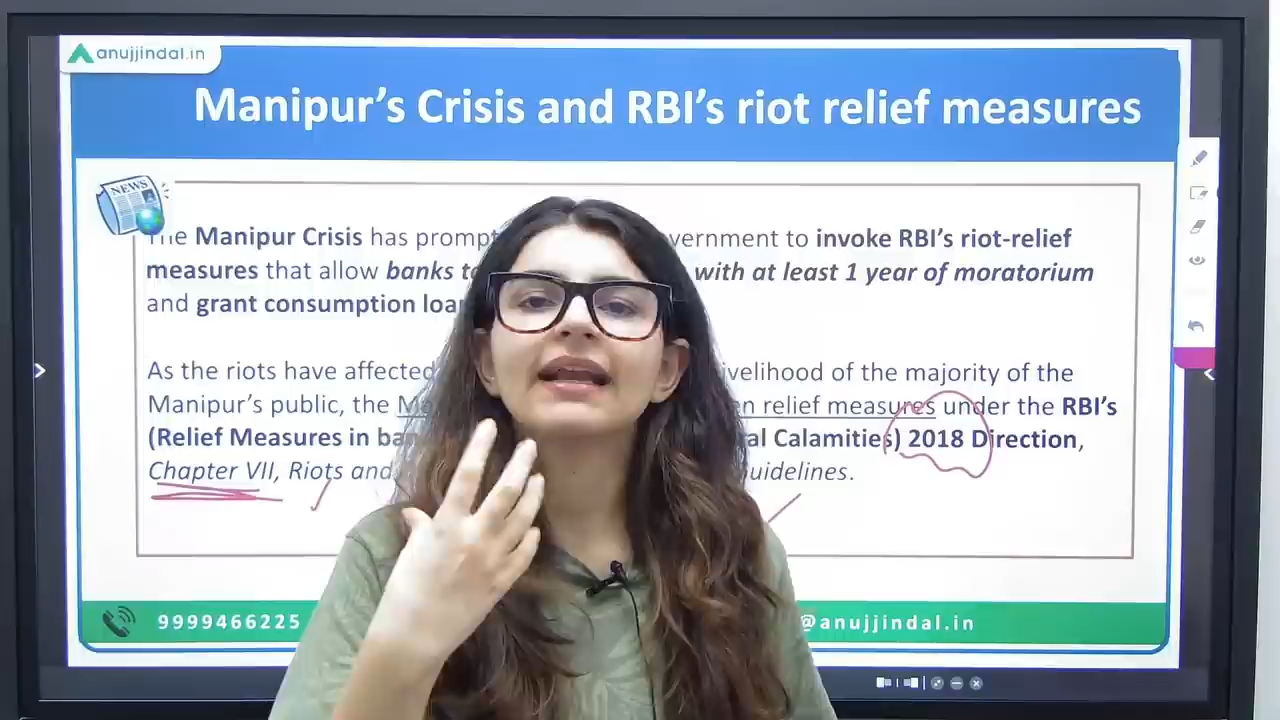 anujjindal.in
Manipur's Crisis and RBI's riot relief measures
NEWS
The Manipur Crisis has prompt vernment to invoke RBI's riot-relief
measures that allow banks to with at least 1 year of moratorium
and grant consumption loan
As the riots have affected livelihood of the majority of the
Manipur's public, the en relief measures under the RBI's
(Relief Measures in ban al Calamities) 2018 Direction,
Chapter VII, Riots and uidelines.
9999466225 @anujjindal.in